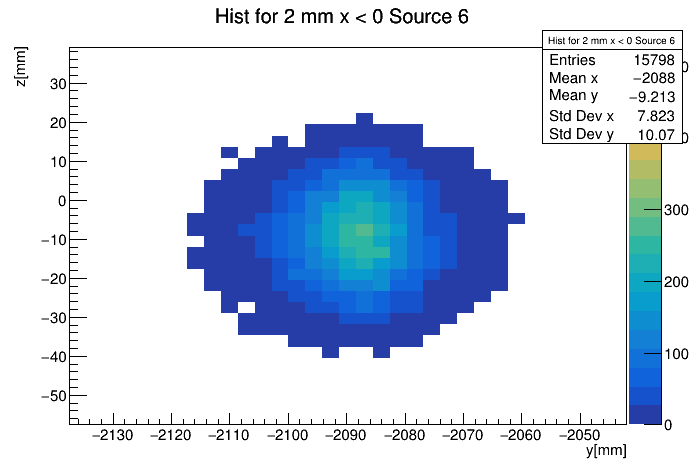 Hist for 2 mm x < 0 Source 6
Hist for 2 mm x < 0 Source 6
Entries 15798
Mean x −2088
Mean y −9.213
Std Dev x 7.823
Std Dev y 10.07
z[mm]
30
20
10
0
−10
−20
−30
−40
−50
−2130 −2120 −2110 −2100 −2090 −2080 −2070 −2060 −2050
y[mm]
0
0
300
200
100
0